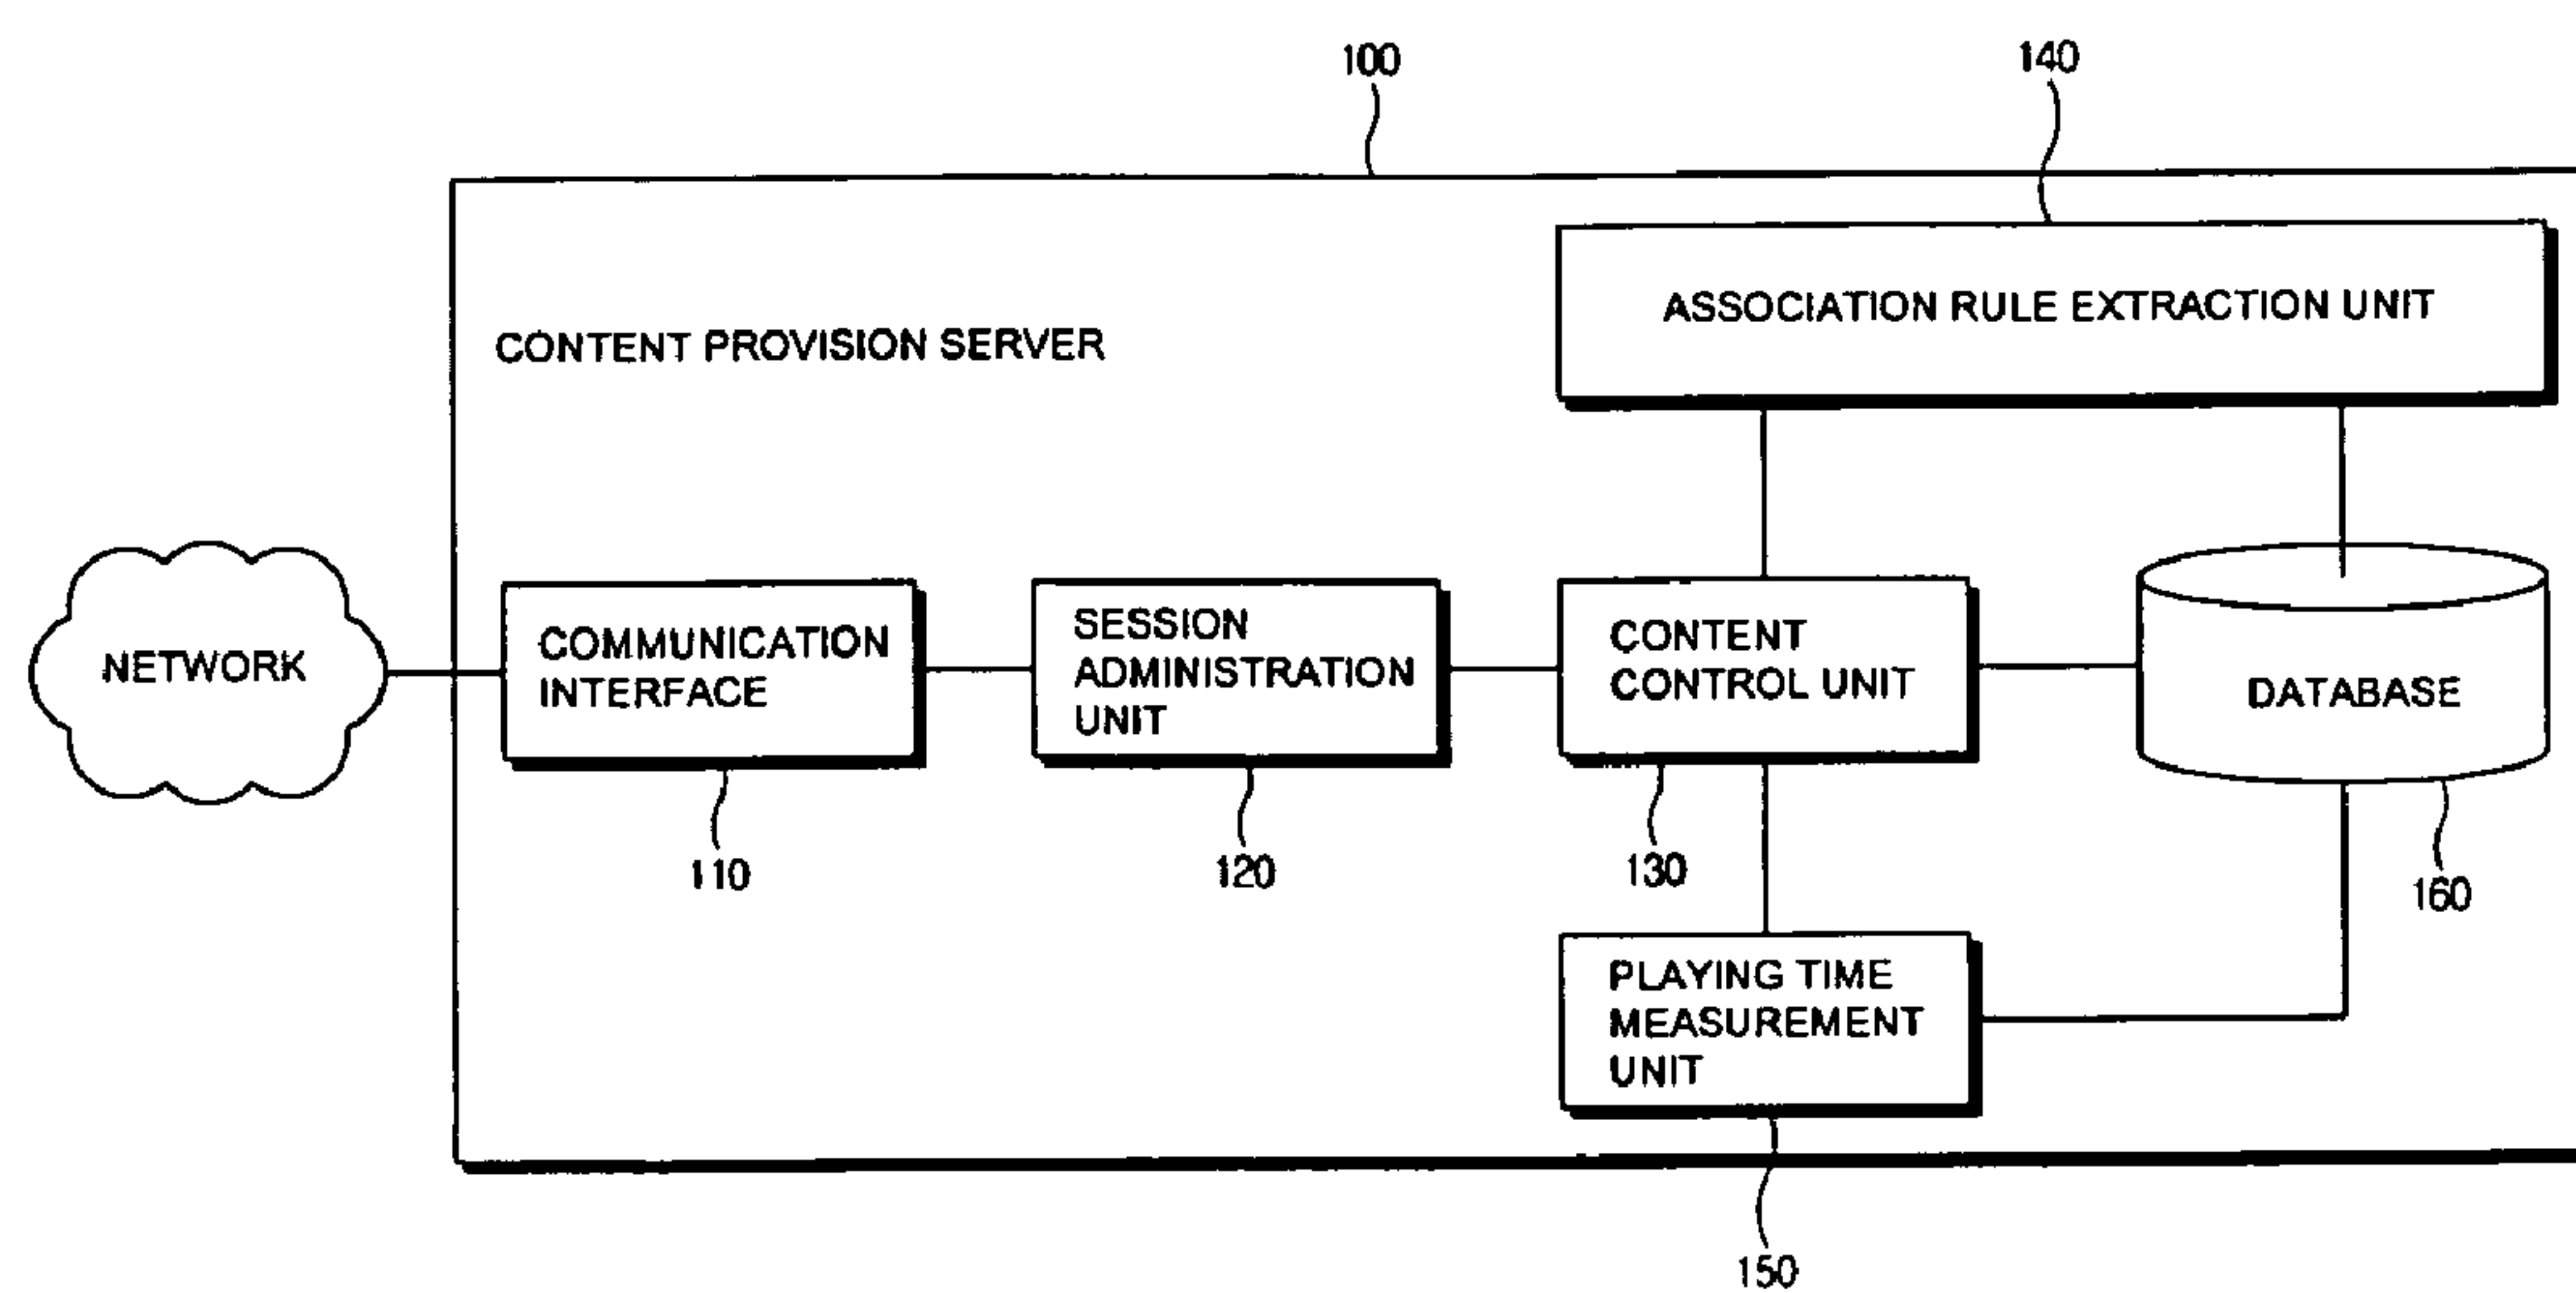 100
140
ASSOCIATION RULE EXTRACTION UNIT
CONTENT PROVISION SERVER
NETWORK
COMMUNICATION
INTERFACE
SESSION
ADMINISTRATION
UNIT
CONTENT
CONTROL UNIT
DATABASE
110
120
130
160
PLAYING TIME
MEASUREMENT
UNIT
150